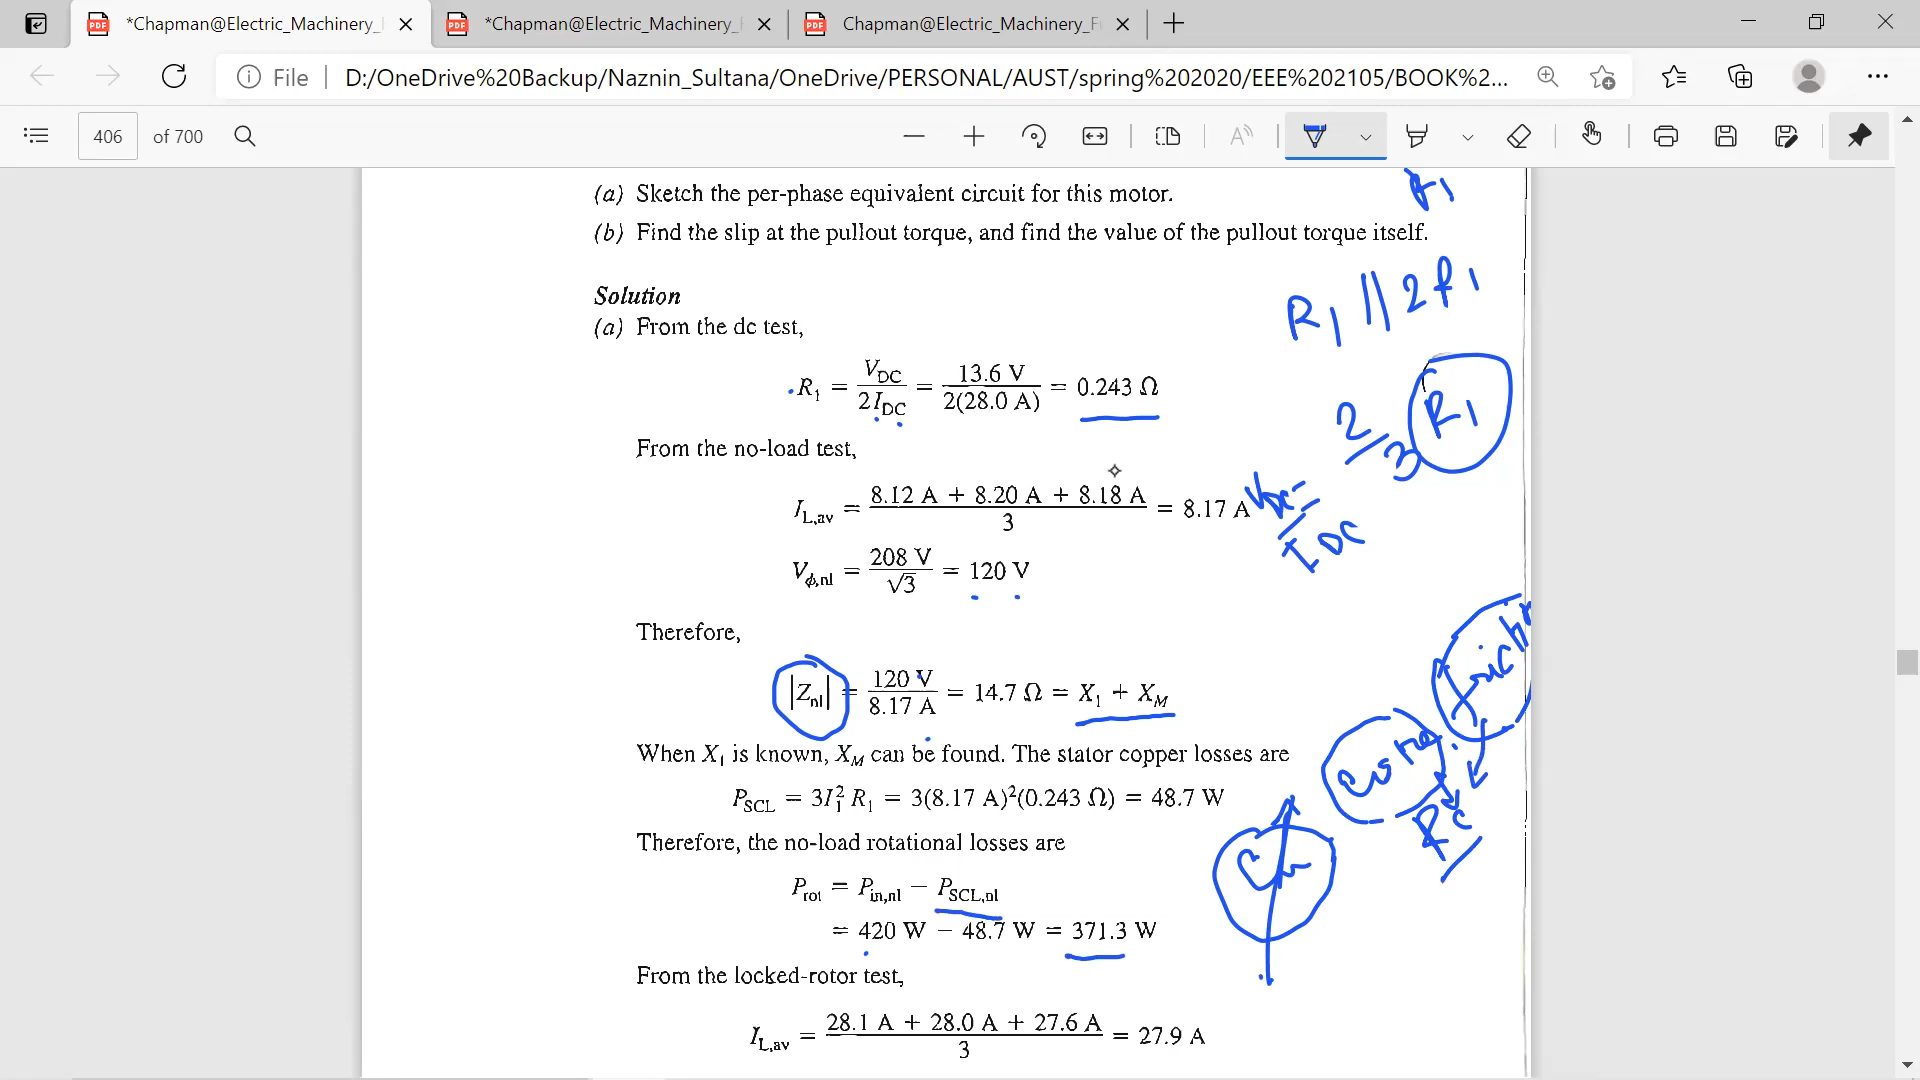 *Chapman@Electric_Machinery_
*Chapman@Electric_Machinery_
Chapman@Electric_Machinery_F
File
D:/OneDrive%20Backup/Naznin_Sultana/OneDrive/PERSONAL/AUST/spring%202020/EEE%202105/BOOK%2...
406 of 700
(a) Sketch the per-phase equivalent circuit for this motor.
(b) Find the slip at the pullout torque, and find the value of the pullout torque itself.
R1 || 2R1
Solution
(a) From the dc test,
R₁ = V_DC / 2I_DC = 13.6 V / 2(28.0 A) = 0.243 Ω
2/3 R1
From the no-load test,
I_L,av = (8.12 A + 8.20 A + 8.18 A) / 3 = 8.17 A
VDC / IDC =
V_ϕ,nl = 208 V / √3 = 120 V
Therefore,
|Z_nl| = 120 V / 8.17 A = 14.7 Ω = X₁ + X_M
When X₁ is known, X_M can be found. The stator copper losses are
core
P_SCL = 3I₁² R₁ = 3(8.17 A)²(0.243 Ω) = 48.7 W
Rc
Therefore, the no-load rotational losses are
P_rot = P_in,nl − P_SCL,nl
= 420 W − 48.7 W = 371.3 W
From the locked-rotor test,
I_L,av = (28.1 A + 28.0 A + 27.6 A) / 3 = 27.9 A